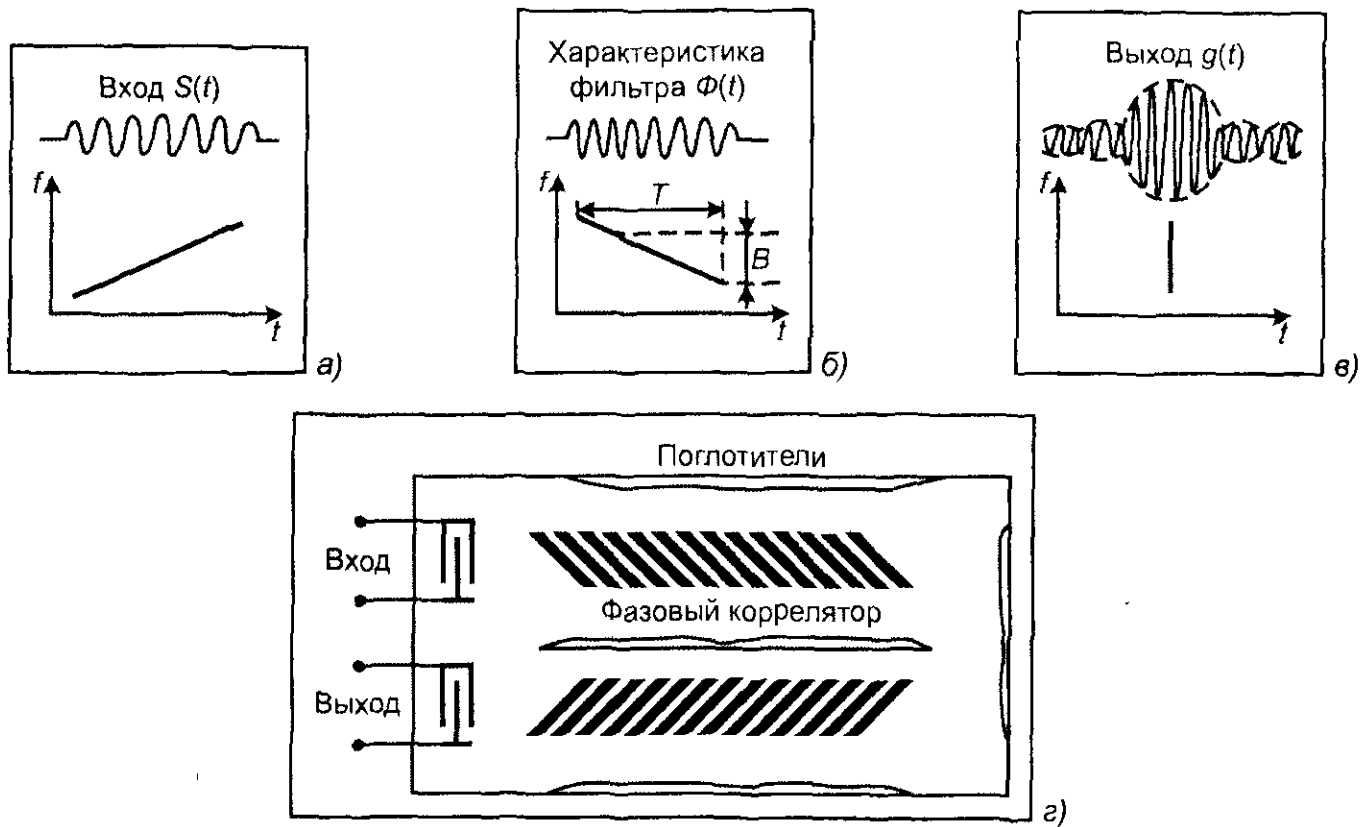 Вход S(t)
f
t
а)
Характеристика
фильтра Φ(t)
f
T
B
t
б)
Выход g(t)
f
t
в)
Поглотители
Вход
Фазовый коррелятор
Выход
г)